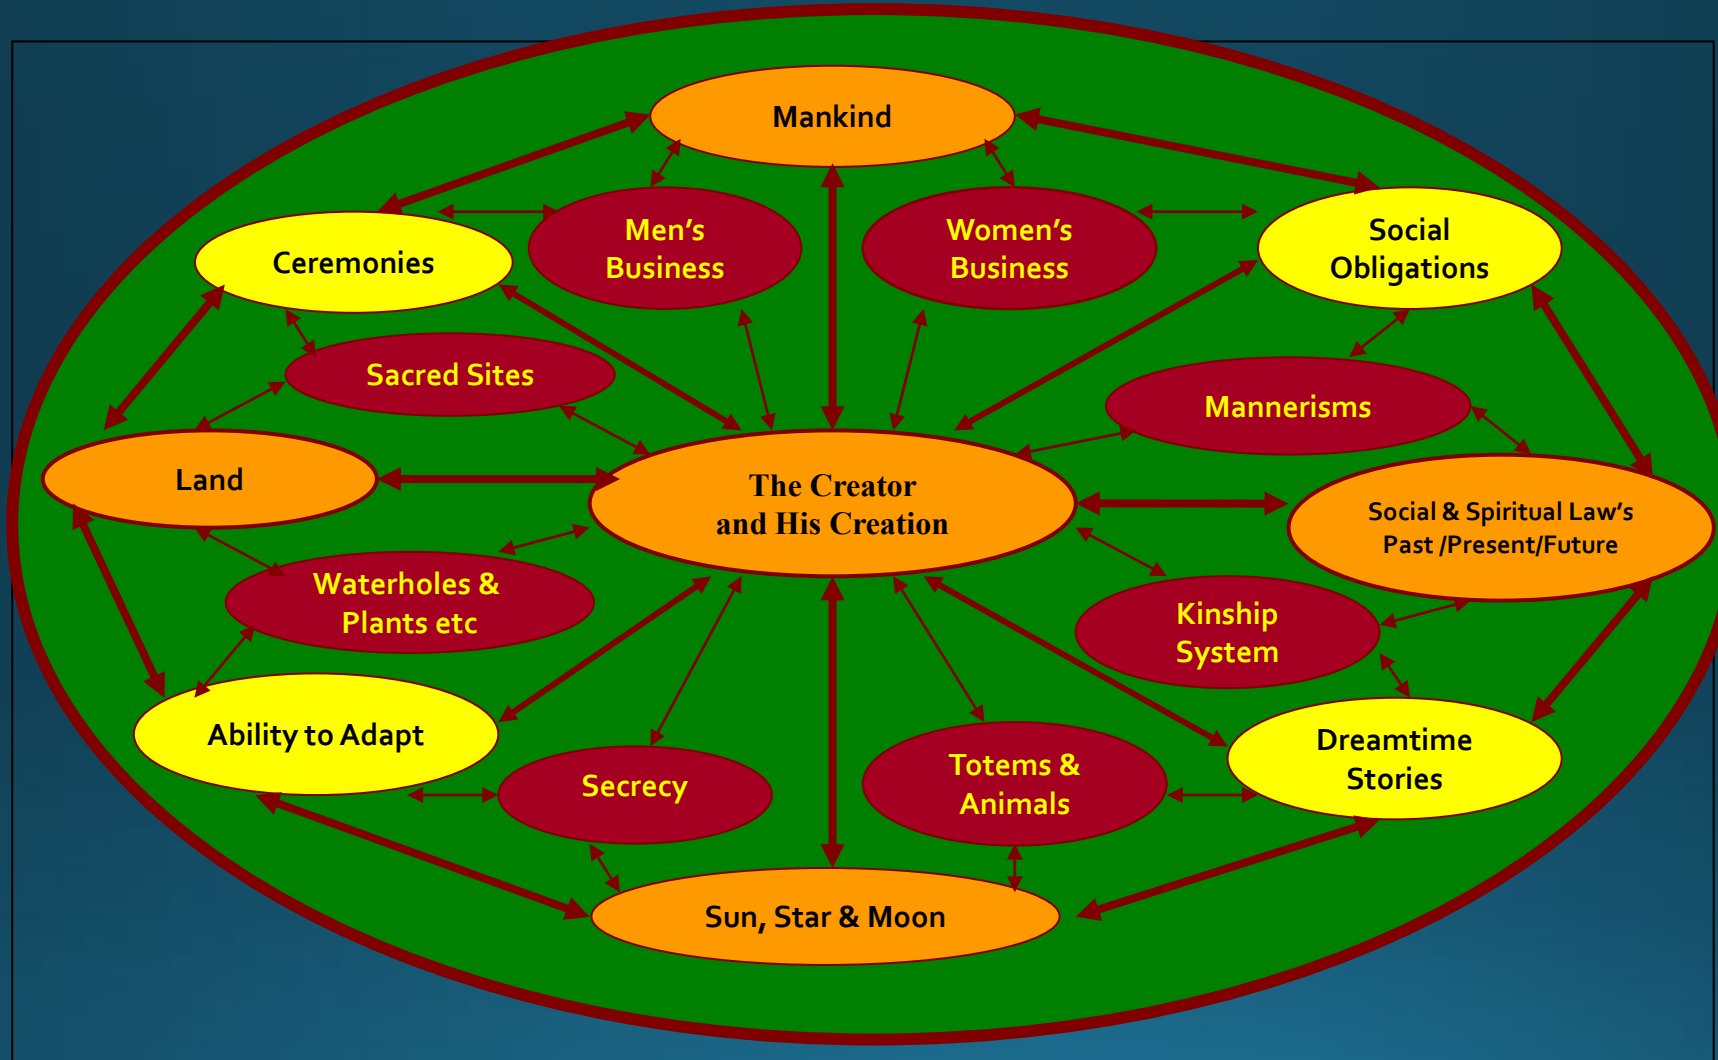 Mankind
Men’s
Business
Women’s
Business
Social
Obligations
Ceremonies
Sacred Sites
Mannerisms
Land
The Creator
and His Creation
Social & Spiritual Law’s
Past /Present/Future
Waterholes &
Plants etc
Kinship
System
Ability to Adapt
Secrecy
Totems &
Animals
Dreamtime
Stories
Sun, Star & Moon